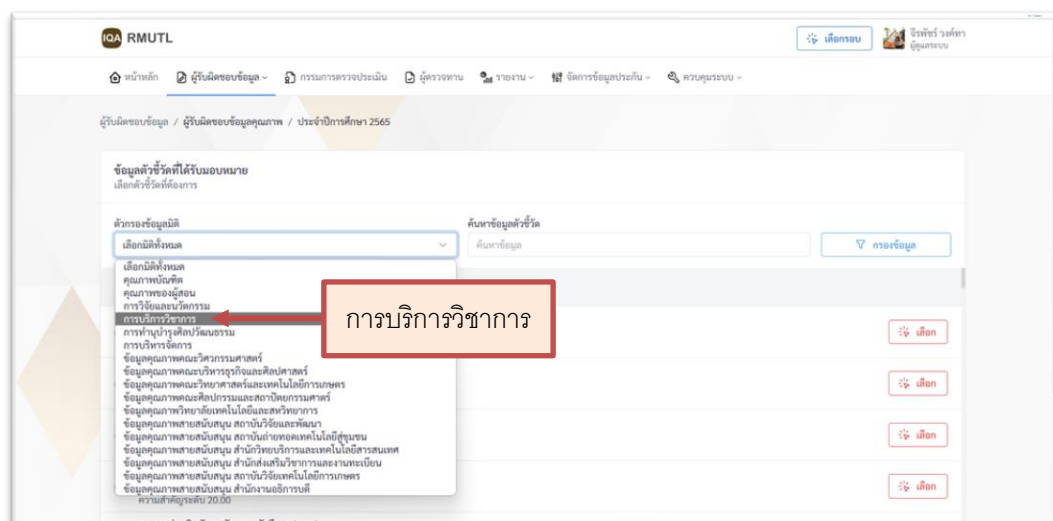 IQA RMUTL
เลือกรอบ
จิรพัชร์ วงค์ทา
ผู้ดูแลระบบ
หน้าหลัก ผู้รับผิดชอบข้อมูล กรรมการตรวจประเมิน ผู้ตรวจทาน รายงาน จัดการข้อมูลประกัน ควบคุมระบบ
ผู้รับผิดชอบข้อมูล / ผู้รับผิดชอบข้อมูลคุณภาพ / ประจำปีการศึกษา 2565
ข้อมูลตัวชี้วัดที่ได้รับมอบหมาย
เลือกตัวชี้วัดที่ต้องการ
ตัวกรองข้อมูลมิติ ค้นหาข้อมูลตัวชี้วัด
เลือกมิติทั้งหมด ค้นหาข้อมูล กรองข้อมูล
เลือกมิติทั้งหมด
คุณภาพบัณฑิต
คุณภาพของผู้สอน
การวิจัยและนวัตกรรม
การบริการวิชาการ การบริการวิชาการ
การทำนุบำรุงศิลปวัฒนธรรม เลือก
การบริหารจัดการ
ข้อมูลคุณภาพคณะวิศวกรรมศาสตร์
ข้อมูลคุณภาพคณะบริหารธุรกิจและศิลปศาสตร์
ข้อมูลคุณภาพคณะวิทยาศาสตร์และเทคโนโลยีการเกษตร เลือก
ข้อมูลคุณภาพคณะศิลปกรรมและสถาปัตยกรรมศาตร์
ข้อมูลคุณภาพวิทยาลัยเทคโนโลยีและสหวิทยาการ
ข้อมูลคุณภาพสายสนับสนุน สถาบันวิจัยและพัฒนา
ข้อมูลคุณภาพสายสนับสนุน สถาบันถ่ายทอดเทคโนโลยีสู่ชุมชน เลือก
ข้อมูลคุณภาพสายสนับสนุน สำนักวิทยบริการและเทคโนโลยีสารสนเทศ
ข้อมูลคุณภาพสายสนับสนุน สำนักส่งเสริมวิชาการและงานทะเบียน
ข้อมูลคุณภาพสายสนับสนุน สถาบันวิจัยเทคโนโลยีการเกษตร
ข้อมูลคุณภาพสายสนับสนุน สำนักงานอธิการบดี เลือก
ความสำคัญระดับ 20.00